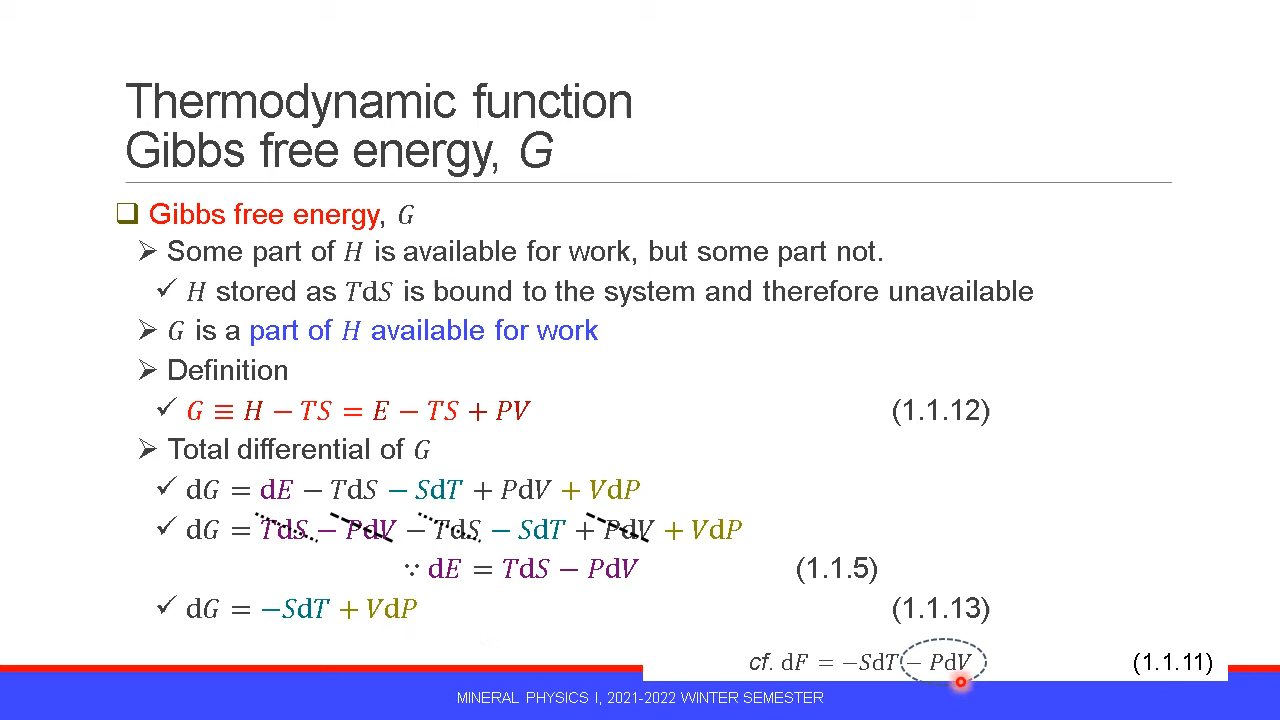 Thermodynamic function
Gibbs free energy, G
Gibbs free energy, G
Some part of H is available for work, but some part not.
H stored as TdS is bound to the system and therefore unavailable
G is a part of H available for work
Definition
G ≡ H − TS = E − TS + PV (1.1.12)
Total differential of G
dG = dE − TdS − SdT + PdV + VdP
dG = TdS − PdV − TdS − SdT + PdV + VdP
∵ dE = TdS − PdV (1.1.5)
dG = −SdT + VdP (1.1.13)
cf. dF = −SdT − PdV (1.1.11)
MINERAL PHYSICS I, 2021-2022 WINTER SEMESTER